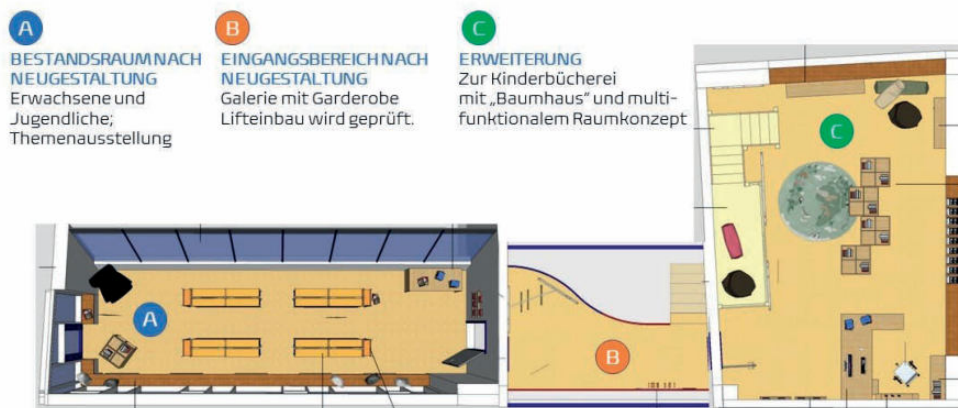 A
BESTANDSRAUM NACH
NEUGESTALTUNG
Erwachsene und
Jugendliche;
Themenausstellung
B
EINGANGSBEREICH NACH
NEUGESTALTUNG
Galerie mit Garderobe
Lifteinbau wird geprüft.
C
ERWEITERUNG
Zur Kinderbücherei
mit „Baumhaus" und multi-
funktionalem Raumkonzept
C
A
B